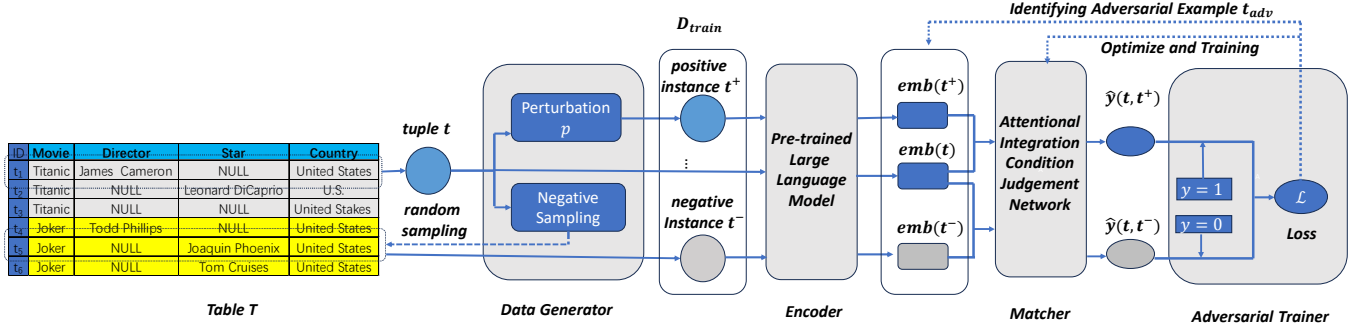 Identifying Adversarial Example t_adv
Optimize and Training
D_train
positive
instance t⁺
Perturbation
p
tuple t
random
sampling
Negative
Sampling
...
negative
Instance t⁻
Pre-trained
Large
Language
Model
emb(t⁺)
emb(t)
emb(t⁻)
Attentional
Integration
Condition
Judgement
Network
ŷ(t, t⁺)
y = 1
y = 0
ŷ(t, t⁻)
ℒ
Loss
ID Movie Director Star Country
t₁ Titanic James Cameron NULL United States
t₂ Titanic NULL Leonard DiCaprio U.S.
t₃ Titanic NULL NULL United Stakes
t₄ Joker Todd Phillips NULL United States
t₅ Joker NULL Joaquin Phoenix United States
t₆ Joker NULL Tom Cruises United States
Table T
Data Generator
Encoder
Matcher
Adversarial Trainer